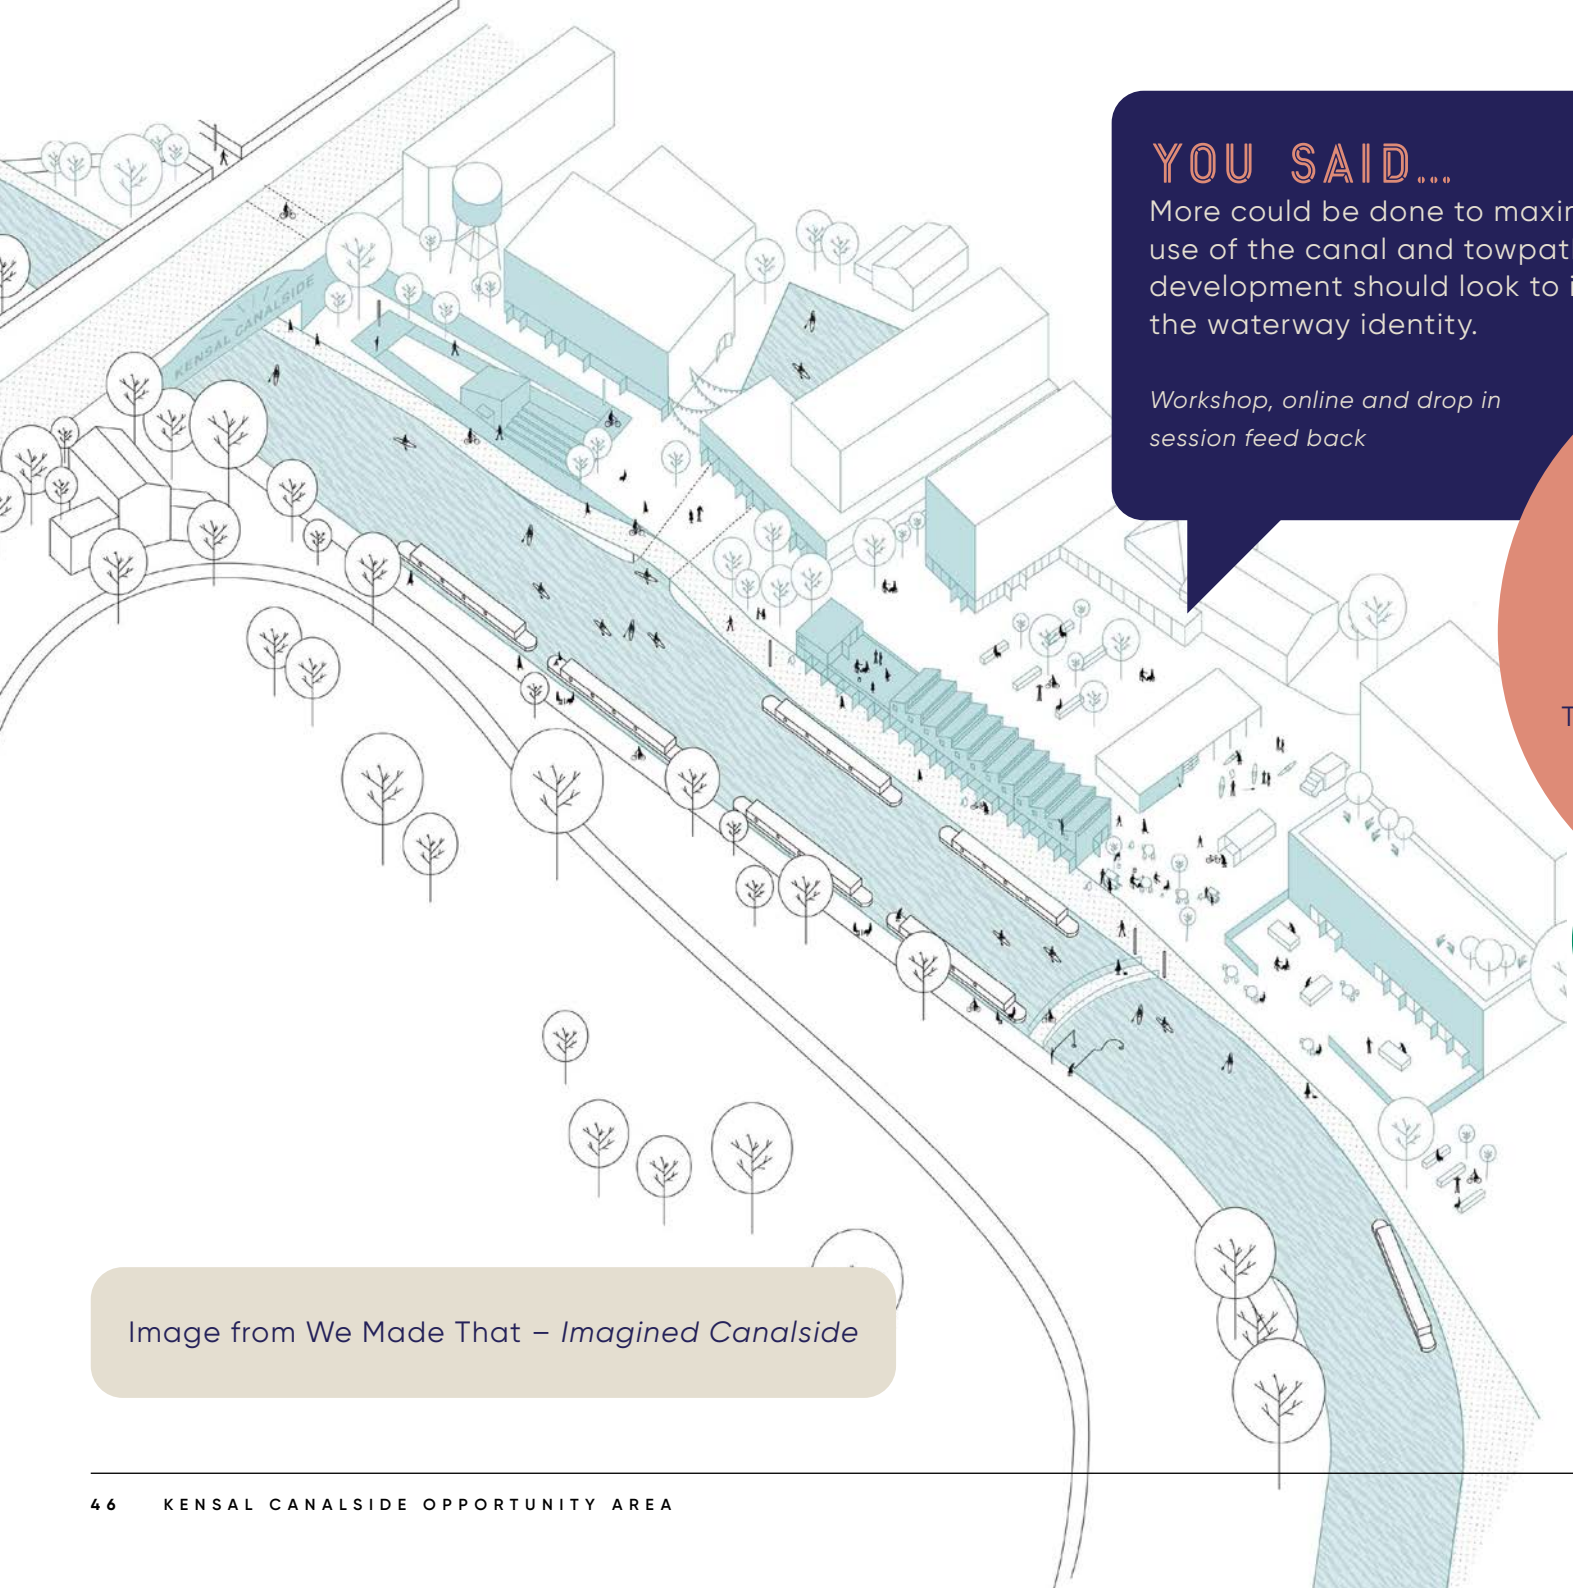 KENSAL CANALSIDE
YOU SAID...
More could be done to
use of the canal and
development should look to
the waterway identity.
Workshop, online and drop in
session feed back
Image from We Made That – Imagined Canalside
46 KENSAL CANALSIDE OPPORTUNITY AREA